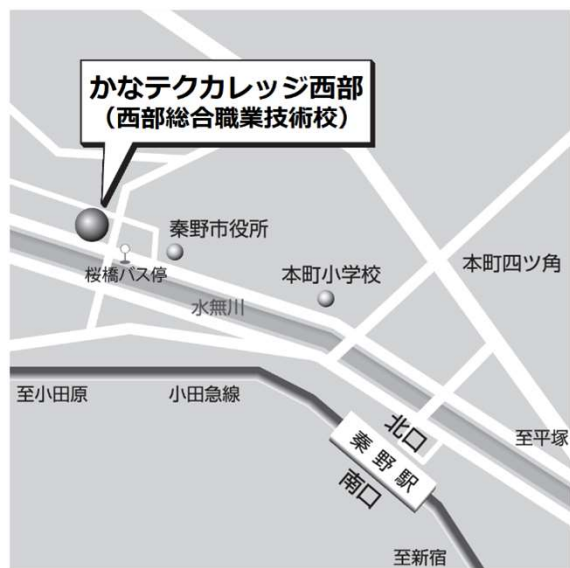 かなテクカレッジ西部
（西部総合職業技術校）
秦野市役所
桜橋バス停
本町小学校
本町四ツ角
水無川
至小田原
小田急線
北口
至平塚
秦野駅
南口
至新宿